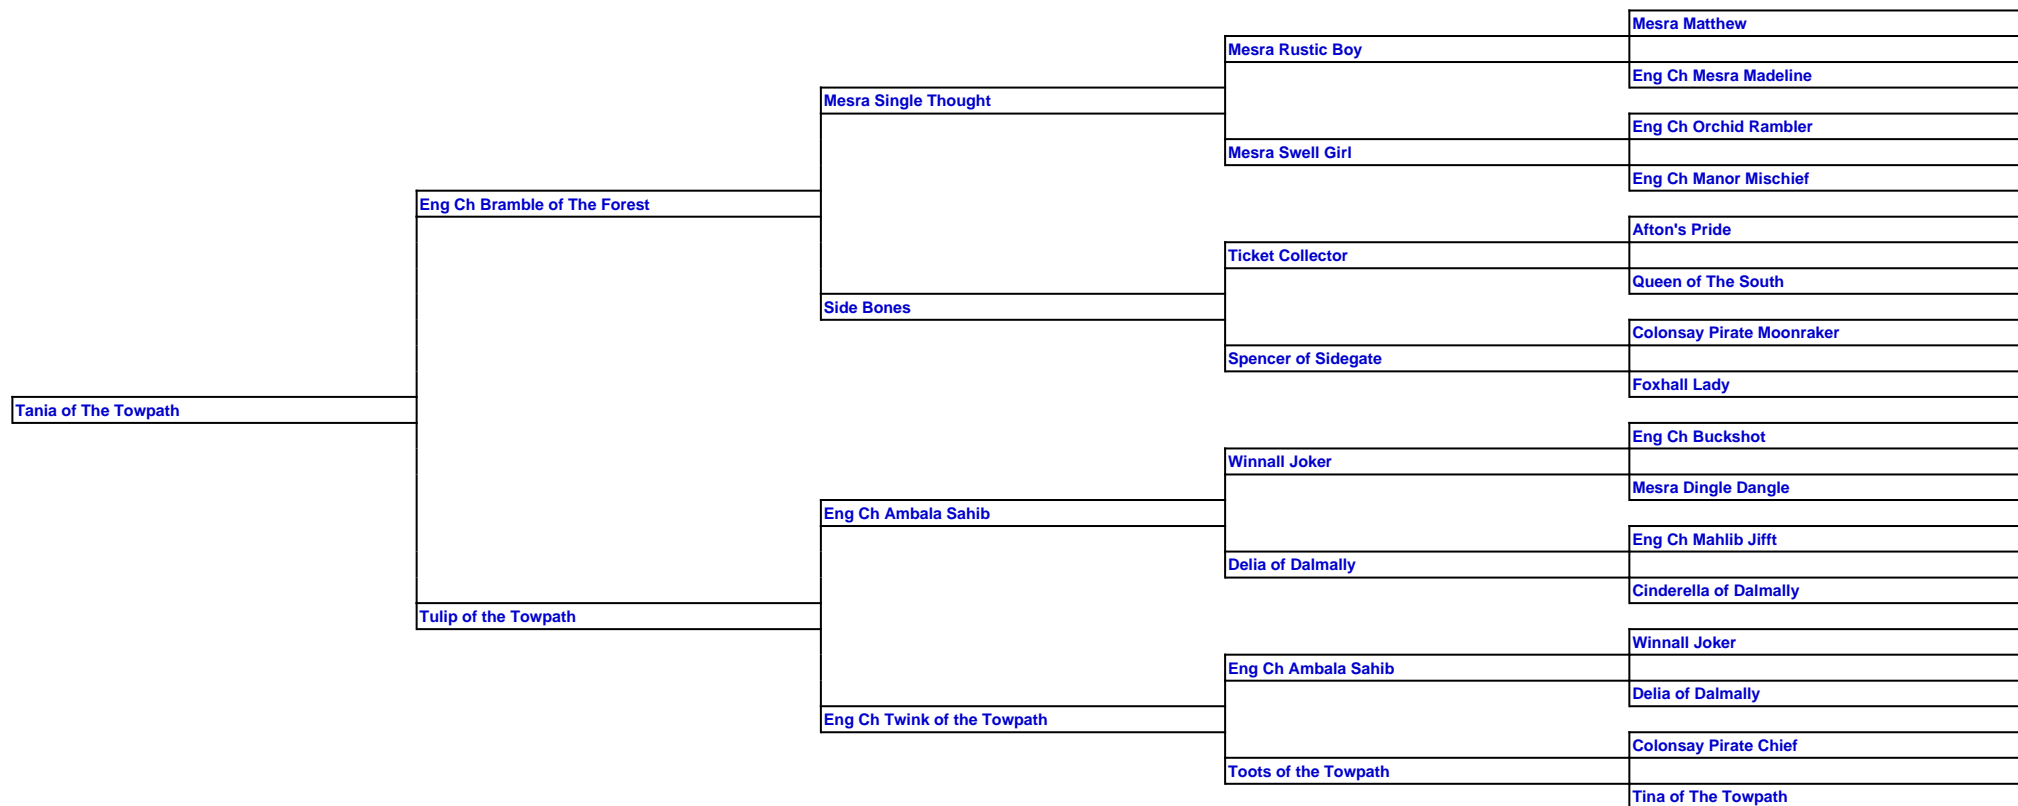 Mesra Matthew
Mesra Rustic Boy
Eng Ch Mesra Madeline
Mesra Single Thought
Eng Ch Orchid Rambler
Mesra Swell Girl
Eng Ch Manor Mischief
Eng Ch Bramble of The Forest
Afton's Pride
Ticket Collector
Queen of The South
Side Bones
Colonsay Pirate Moonraker
Spencer of Sidegate
Foxhall Lady
Tania of The Towpath
Eng Ch Buckshot
Winnall Joker
Mesra Dingle Dangle
Eng Ch Ambala Sahib
Eng Ch Mahlib Jifft
Delia of Dalmally
Cinderella of Dalmally
Tulip of the Towpath
Winnall Joker
Eng Ch Ambala Sahib
Delia of Dalmally
Eng Ch Twink of the Towpath
Colonsay Pirate Chief
Toots of the Towpath
Tina of The Towpath